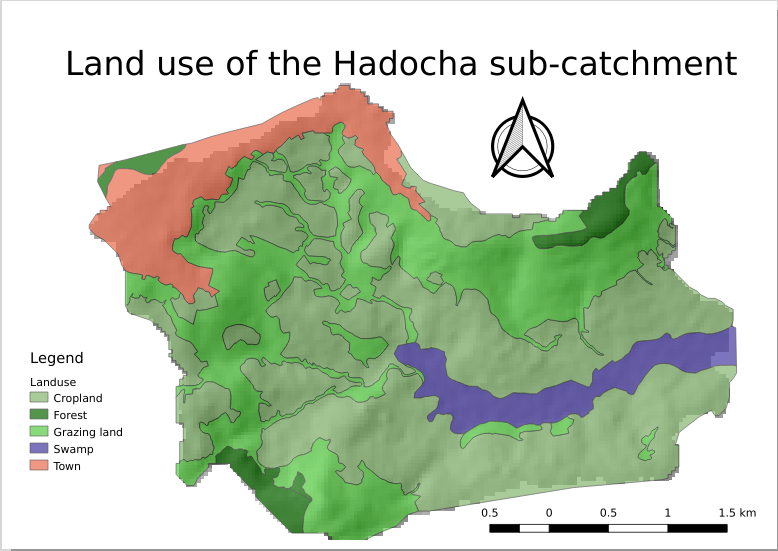 Land use of the Hadocha sub-catchment
Legend
Landuse
Cropland
Forest
Grazing land
Swamp
Town
0.5 0 0.5 1 1.5 km